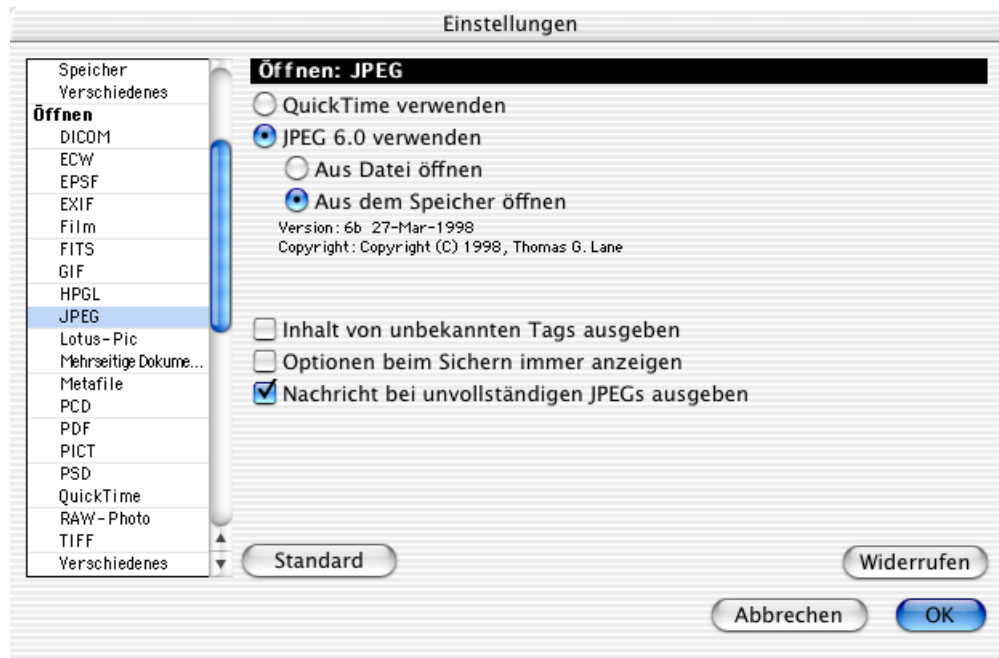 Einstellungen
Speicher
Verschiedenes
Öffnen
DICOM
ECW
EPSF
EXIF
Film
FITS
GIF
HPGL
JPEG
Lotus-Pic
Mehrseitige Dokume...
Metafile
PCD
PDF
PICT
PSD
QuickTime
RAW-Photo
TIFF
Verschiedenes
Öffnen: JPEG
QuickTime verwenden
JPEG 6.0 verwenden
Aus Datei öffnen
Aus dem Speicher öffnen
Version: 6b 27-Mar-1998
Copyright: Copyright (C) 1998, Thomas G. Lane
Inhalt von unbekannten Tags ausgeben
Optionen beim Sichern immer anzeigen
Nachricht bei unvollständigen JPEGs ausgeben
Standard
Widerrufen
Abbrechen
OK